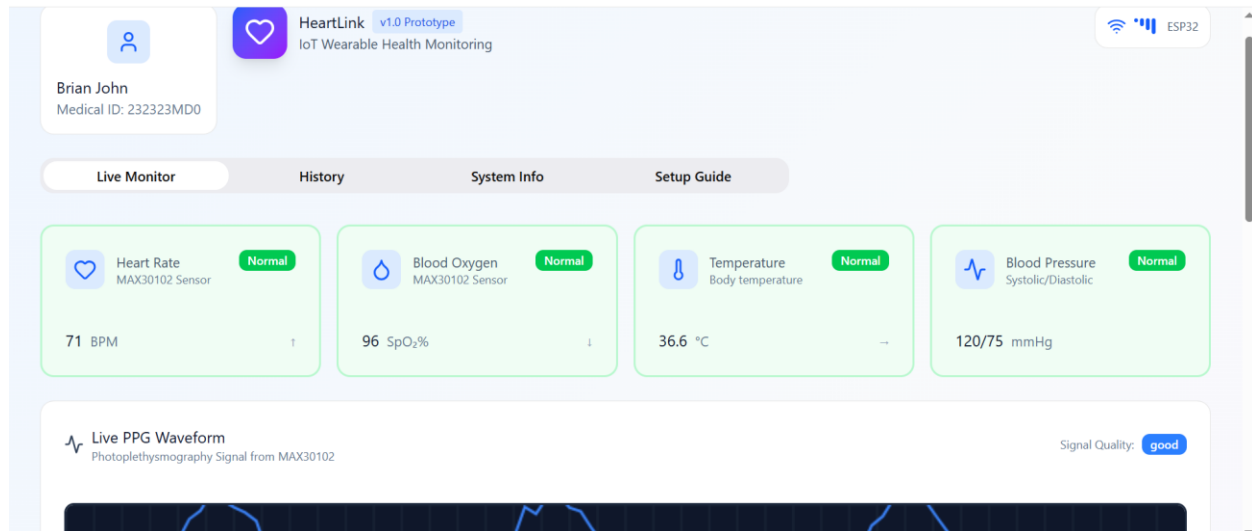 Brian John
Medical ID: 232323MD0
HeartLink v1.0 Prototype
IoT Wearable Health Monitoring
ESP32
Live Monitor History System Info Setup Guide
Heart Rate Normal
MAX30102 Sensor
71 BPM ↑
Blood Oxygen Normal
MAX30102 Sensor
96 SpO₂% ↓
Temperature Normal
Body temperature
36.6 °C →
Blood Pressure Normal
Systolic/Diastolic
120/75 mmHg
Live PPG Waveform
Photoplethysmography Signal from MAX30102
Signal Quality: good